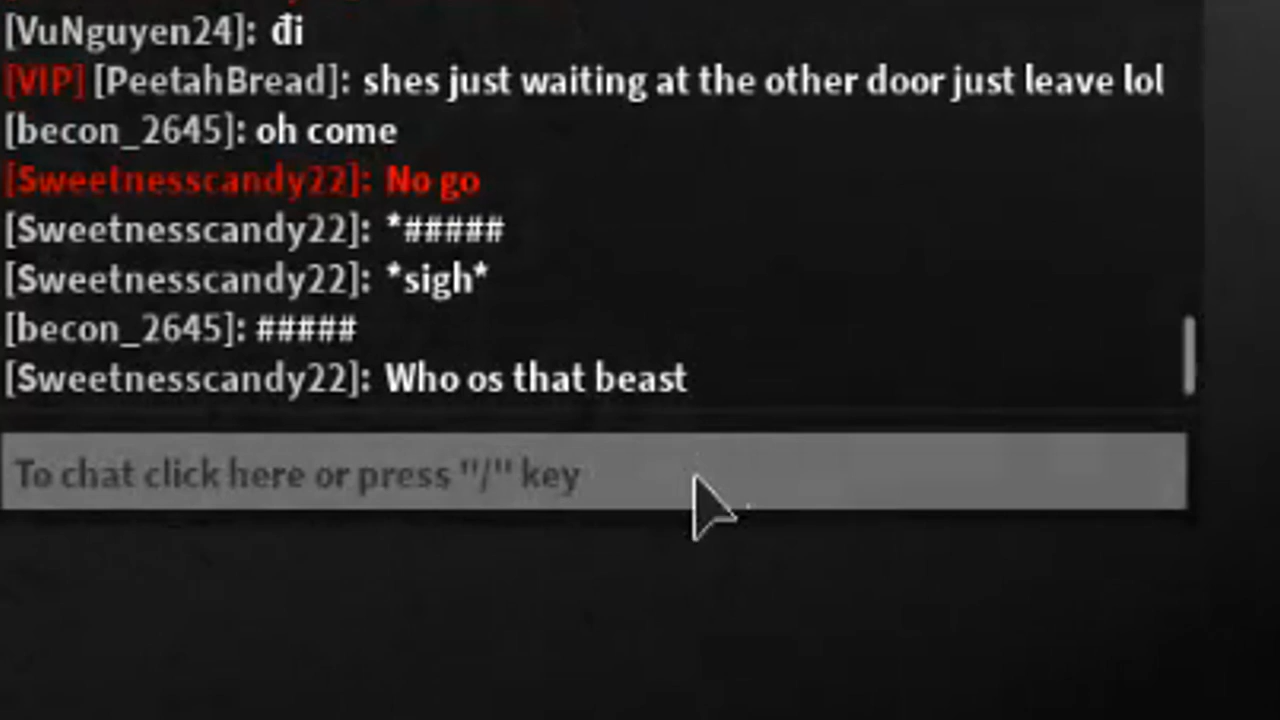 [VuNguyen24]: đi
[VIP] [PeetahBread]: shes just waiting at the other door just leave lol
[becon_2645]: oh come
[Sweetnesscandy22]: No go
[Sweetnesscandy22]: *#####
[Sweetnesscandy22]: *sigh*
[becon_2645]: #####
[Sweetnesscandy22]: Who os that beast
To chat click here or press "/" key